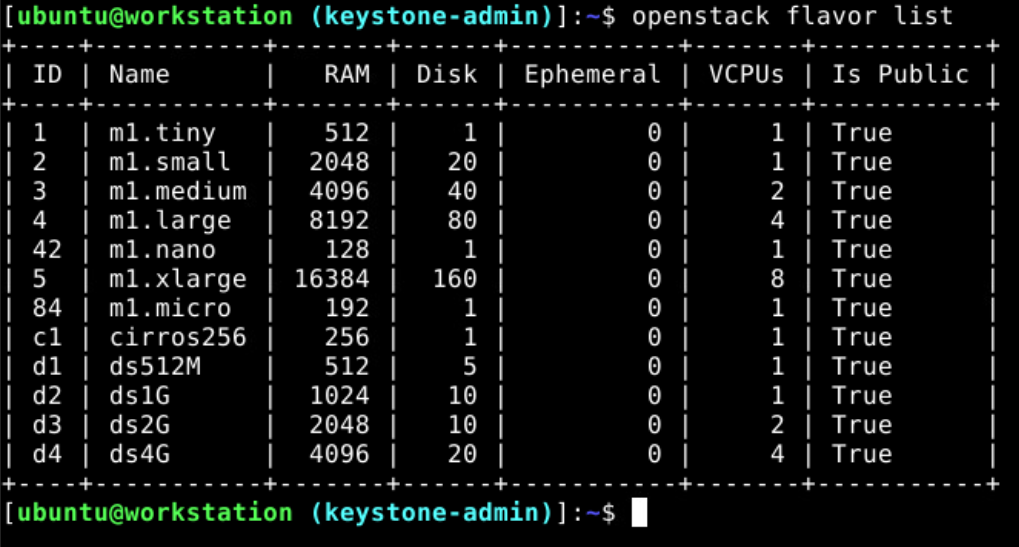 [ubuntu@workstation (keystone-admin)]:~$ openstack flavor list
+----+-----------+-------+------+-----------+-------+-----------+
| ID | Name      |   RAM | Disk | Ephemeral | VCPUs | Is Public |
+----+-----------+-------+------+-----------+-------+-----------+
| 1  | m1.tiny   |   512 |    1 |         0 |     1 | True      |
| 2  | m1.small  |  2048 |   20 |         0 |     1 | True      |
| 3  | m1.medium |  4096 |   40 |         0 |     2 | True      |
| 4  | m1.large  |  8192 |   80 |         0 |     4 | True      |
| 42 | m1.nano   |   128 |    1 |         0 |     1 | True      |
| 5  | m1.xlarge | 16384 |  160 |         0 |     8 | True      |
| 84 | m1.micro  |   192 |    1 |         0 |     1 | True      |
| c1 | cirros256 |   256 |    1 |         0 |     1 | True      |
| d1 | ds512M    |   512 |    5 |         0 |     1 | True      |
| d2 | ds1G      |  1024 |   10 |         0 |     1 | True      |
| d3 | ds2G      |  2048 |   10 |         0 |     2 | True      |
| d4 | ds4G      |  4096 |   20 |         0 |     4 | True      |
+----+-----------+-------+------+-----------+-------+-----------+
[ubuntu@workstation (keystone-admin)]:~$